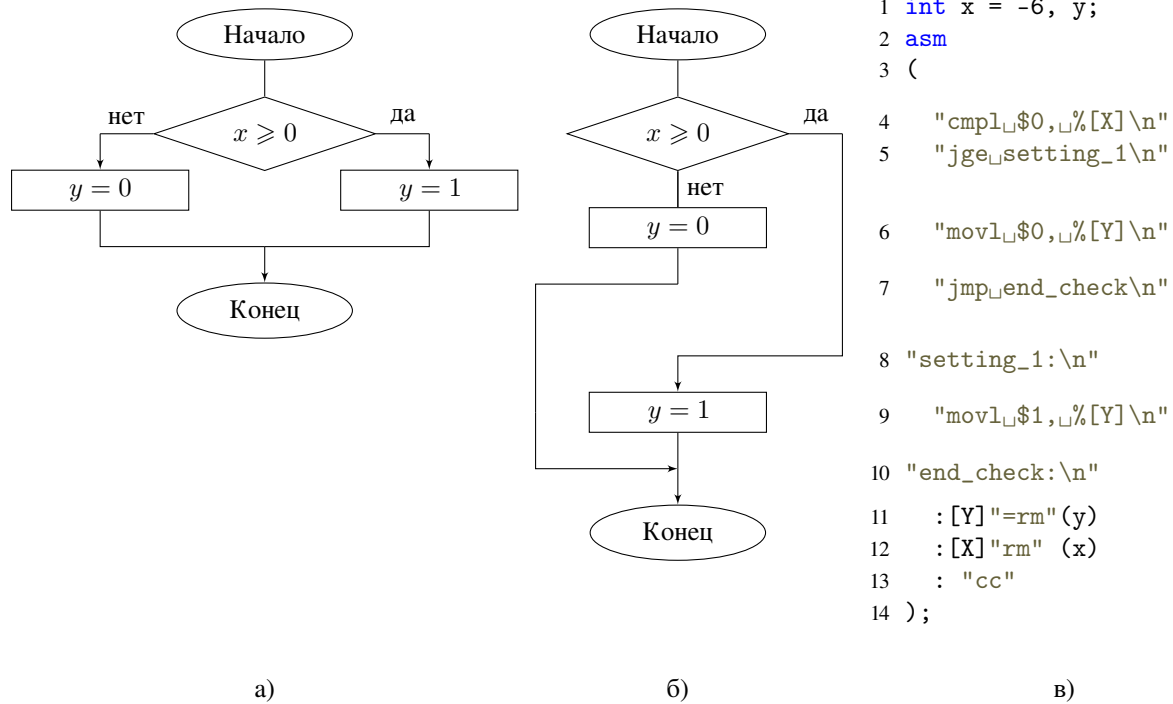 Начало
нет
да
x ⩾ 0
y = 0
y = 1
Конец
а)
Начало
да
x ⩾ 0
нет
y = 0
y = 1
Конец
б)
1 int x = -6, y;
2 asm
3 (
4 "cmpl␣$0,␣%[X]\n"
5 "jge␣setting_1\n"
6 "movl␣$0,␣%[Y]\n"
7 "jmp␣end_check\n"
8 "setting_1:\n"
9 "movl␣$1,␣%[Y]\n"
10 "end_check:\n"
11 :[Y]"=rm"(y)
12 :[X]"rm" (x)
13 : "cc"
14 );
в)